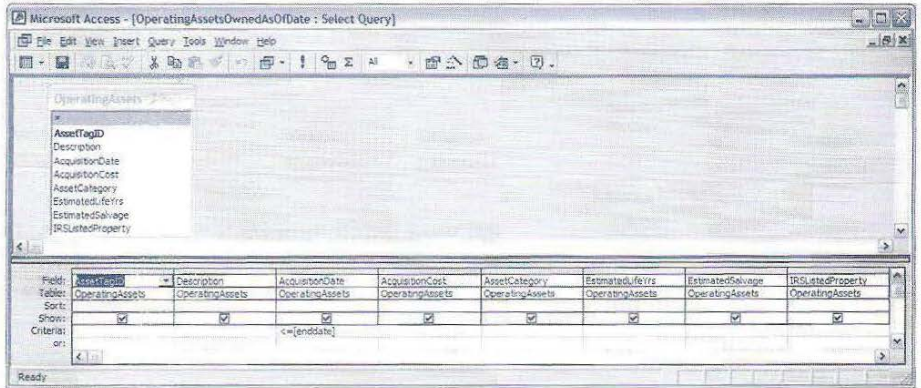 Microsoft Access - [OperatingAssetsOwnedAsOfDate : Select Query]
File Edit View Insert Query Tools Window Help
Σ All
OperatingAssets
*
AssetTagID
Description
AcquisitionDate
AcquisitionCost
AssetCategory
EstimatedLifeYrs
EstimatedSalvage
IRSListedProperty
Field: AssetTagID Description AcquisitionDate AcquisitionCost AssetCategory EstimatedLifeYrs EstimatedSalvage IRSListedProperty
Table: OperatingAssets OperatingAssets OperatingAssets OperatingAssets OperatingAssets OperatingAssets OperatingAssets OperatingAssets
Sort:
Show:
Criteria: <=[enddate]
or:
Ready